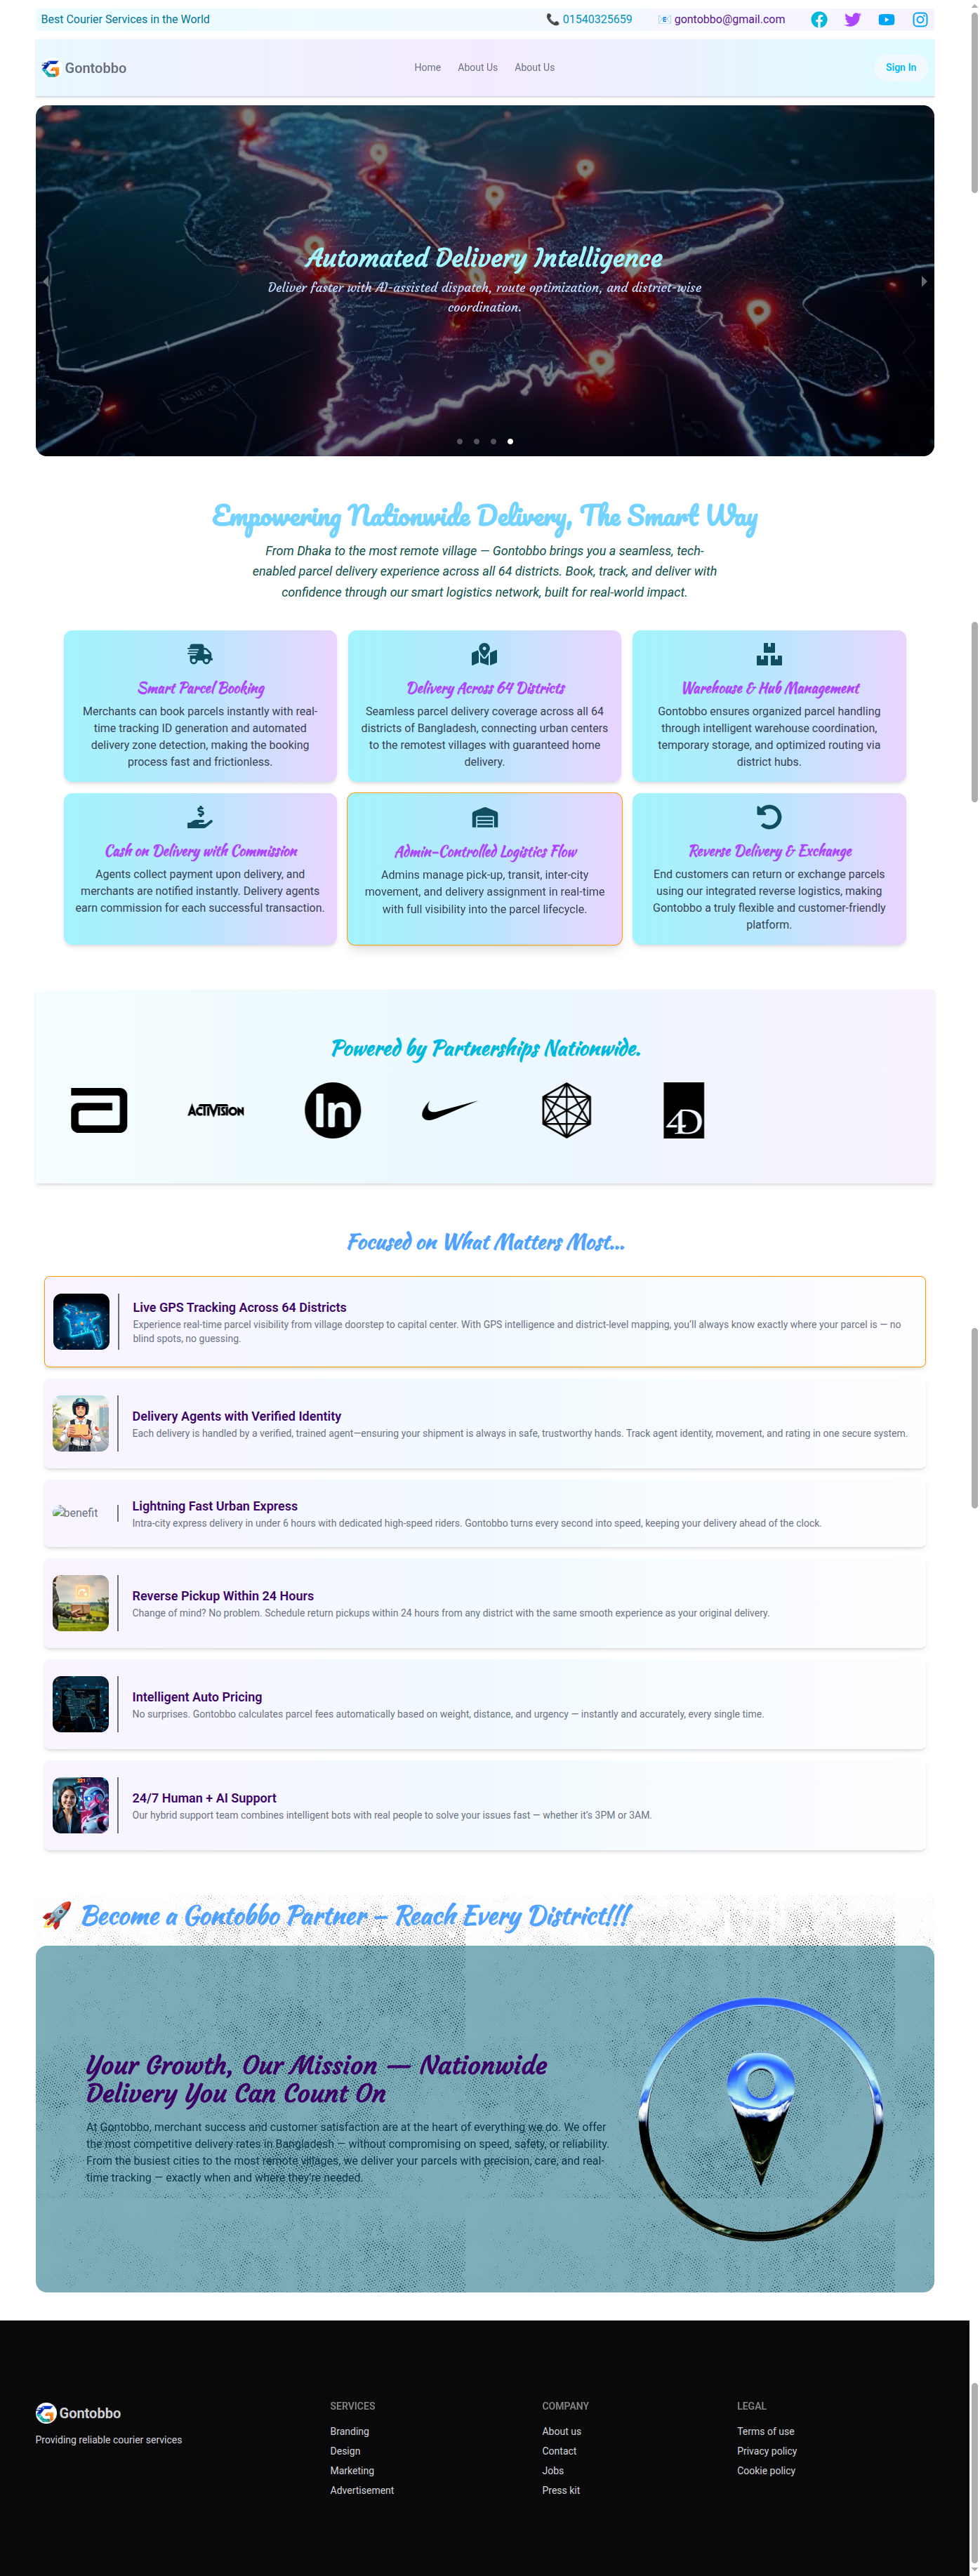 Best Courier Services in the World
📞 01540325659
📧 gontobbo@gmail.com
Gontobbo
Home
About Us
About Us
Sign In
Automated Delivery Intelligence
Deliver faster with AI-assisted dispatch, route optimization, and district-wise
coordination.
Empowering Nationwide Delivery, The Smart Way
From Dhaka to the most remote village — Gontobbo brings you a seamless, tech-
enabled parcel delivery experience across all 64 districts. Book, track, and deliver with
confidence through our smart logistics network, built for real-world impact.
Smart Parcel Booking
Merchants can book parcels instantly with real-
time tracking ID generation and automated
delivery zone detection, making the booking
process fast and frictionless.
Delivery Across 64 Districts
Seamless parcel delivery coverage across all 64
districts of Bangladesh, connecting urban centers
to the remotest villages with guaranteed home
delivery.
Warehouse & Hub Management
Gontobbo ensures organized parcel handling
through intelligent warehouse coordination,
temporary storage, and optimized routing via
district hubs.
Cash on Delivery with Commission
Agents collect payment upon delivery, and
merchants are notified instantly. Delivery agents
earn commission for each successful transaction.
Admin-Controlled Logistics Flow
Admins manage pick-up, transit, inter-city
movement, and delivery assignment in real-time
with full visibility into the parcel lifecycle.
Reverse Delivery & Exchange
End customers can return or exchange parcels
using our integrated reverse logistics, making
Gontobbo a truly flexible and customer-friendly
platform.
Powered by Partnerships Nationwide.
ACTIVISION
in
4D
Focused on What Matters Most...
Live GPS Tracking Across 64 Districts
Experience real-time parcel visibility from village doorstep to capital center. With GPS intelligence and district-level mapping, you'll always know exactly where your parcel is — no
blind spots, no guessing.
Delivery Agents with Verified Identity
Each delivery is handled by a verified, trained agent—ensuring your shipment is always in safe, trustworthy hands. Track agent identity, movement, and rating in one secure system.
benefit
Lightning Fast Urban Express
Intra-city express delivery in under 6 hours with dedicated high-speed riders. Gontobbo turns every second into speed, keeping your delivery ahead of the clock.
Reverse Pickup Within 24 Hours
Change of mind? No problem. Schedule return pickups within 24 hours from any district with the same smooth experience as your original delivery.
Intelligent Auto Pricing
No surprises. Gontobbo calculates parcel fees automatically based on weight, distance, and urgency — instantly and accurately, every single time.
24/7 Human + AI Support
Our hybrid support team combines intelligent bots with real people to solve your issues fast — whether it's 3PM or 3AM.
🚀 Become a Gontobbo Partner – Reach Every District!!!
Your Growth, Our Mission — Nationwide
Delivery You Can Count On
At Gontobbo, merchant success and customer satisfaction are at the heart of everything we do. We offer
the most competitive delivery rates in Bangladesh — without compromising on speed, safety, or reliability.
From the busiest cities to the most remote villages, we deliver your parcels with precision, care, and real-
time tracking — exactly when and where they're needed.
Gontobbo
Providing reliable courier services
SERVICES
Branding
Design
Marketing
Advertisement
COMPANY
About us
Contact
Jobs
Press kit
LEGAL
Terms of use
Privacy policy
Cookie policy